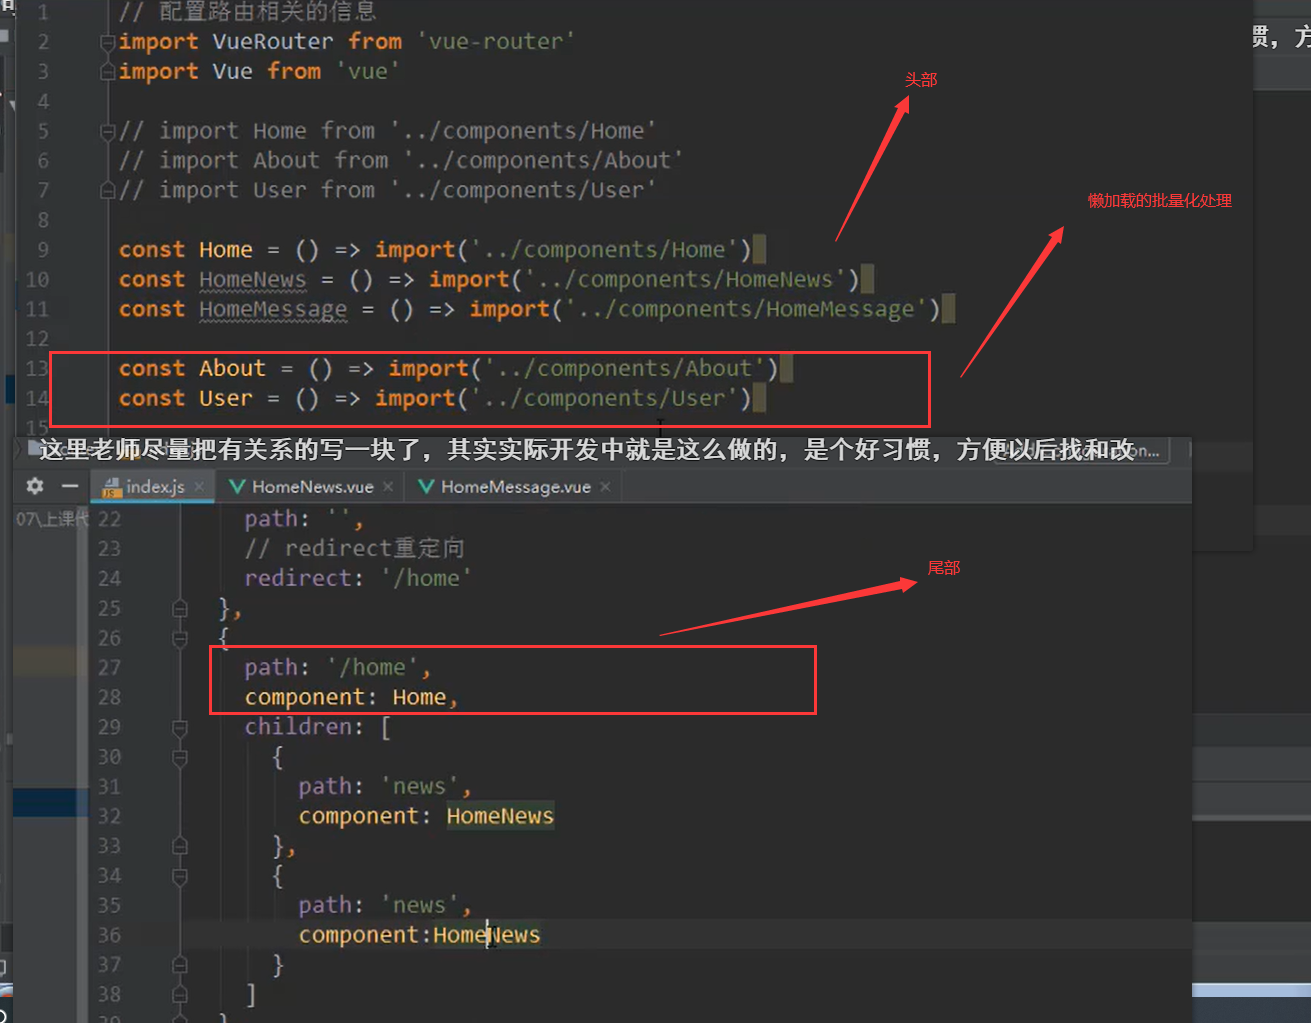 1 // 配置路由相关的信息
2 import VueRouter from 'vue-router'
3 import Vue from 'vue'
4
5 // import Home from '../components/Home'
6 // import About from '../components/About'
7 // import User from '../components/User'
8
9 const Home = () => import('../components/Home')
10 const HomeNews = () => import('../components/HomeNews')
11 const HomeMessage = () => import('../components/HomeMessage')
12
13 const About = () => import('../components/About')
14 const User = () => import('../components/User')
15
头部
懒加载的批量化处理
惯，方
这里老师尽量把有关系的写一块了，其实实际开发中就是这么做的，是个好习惯，方便以后找和改
index.js HomeNews.vue HomeMessage.vue
07\上课代
22 path: '',
23 // redirect重定向
24 redirect: '/home'
25 },
26 {
27 path: '/home',
28 component: Home,
29 children: [
30 {
31 path: 'news',
32 component: HomeNews
33 },
34 {
35 path: 'news',
36 component:HomeNews
37 }
38 ]
39 }
尾部